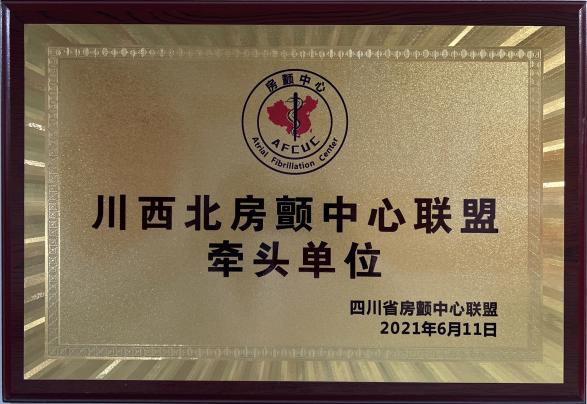 房颤中心
AFCUC
Atrial Fibrillation Center
川西北房颤中心联盟
牵头单位
四川省房颤中心联盟
2021年6月11日